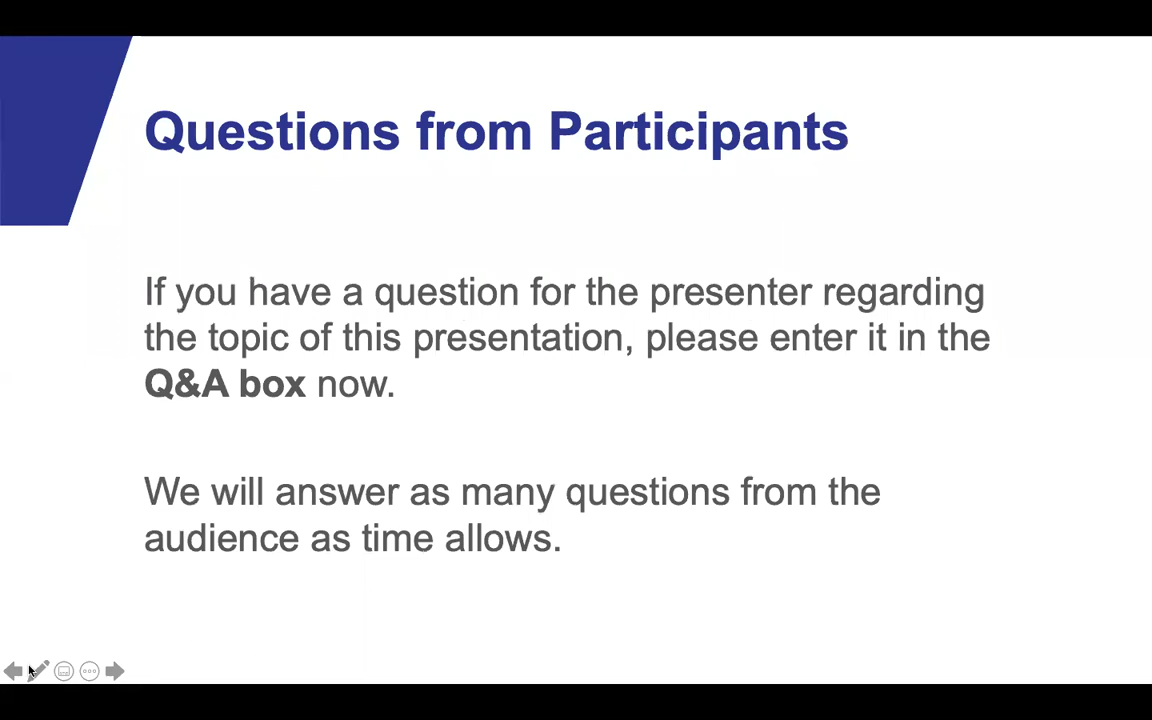 Questions from Participants
If you have a question for the presenter regarding
the topic of this presentation, please enter it in the
Q&A box now.
We will answer as many questions from the
audience as time allows.